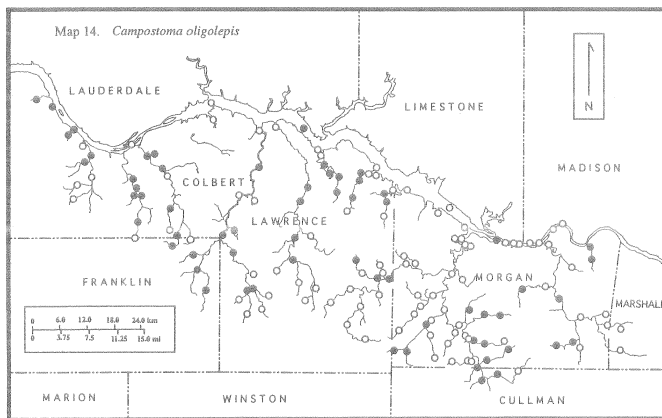 Map 14. Campostoma oligolepis
LAUDERDALE
LIMESTONE
N
MADISON
COLBERT
LAWRENCE
FRANKLIN
MORGAN
MARSHALL
0 6.0 12.0 18.0 24.0 km
0 3.75 7.5 11.25 15.0 ml
MARION
WINSTON
CULLMAN